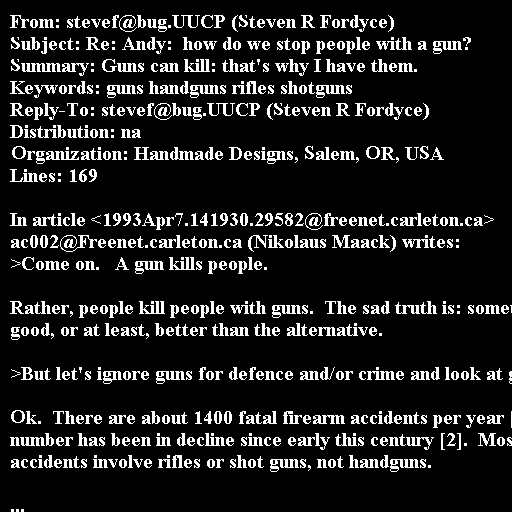 From: stevef@bug.UUCP (Steven R Fordyce)
Subject: Re: Andy:  how do we stop people with a gun?
Summary: Guns can kill: that's why I have them.
Keywords: guns handguns rifles shotguns
Reply-To: stevef@bug.UUCP (Steven R Fordyce)
Distribution: na
Organization: Handmade Designs, Salem, OR, USA
Lines: 169

In article <1993Apr7.141930.29582@freenet.carleton.ca>
ac002@Freenet.carleton.ca (Nikolaus Maack) writes:
>Come on.   A gun kills people.

Rather, people kill people with guns.  The sad truth is:
good, or at least, better than the alternative.

>But let's ignore guns for defence and/or crime and look at

Ok.  There are about 1400 fatal firearm accidents per year [
number has been in decline since early this century [2].
accidents involve rifles or shot guns, not handguns.

...